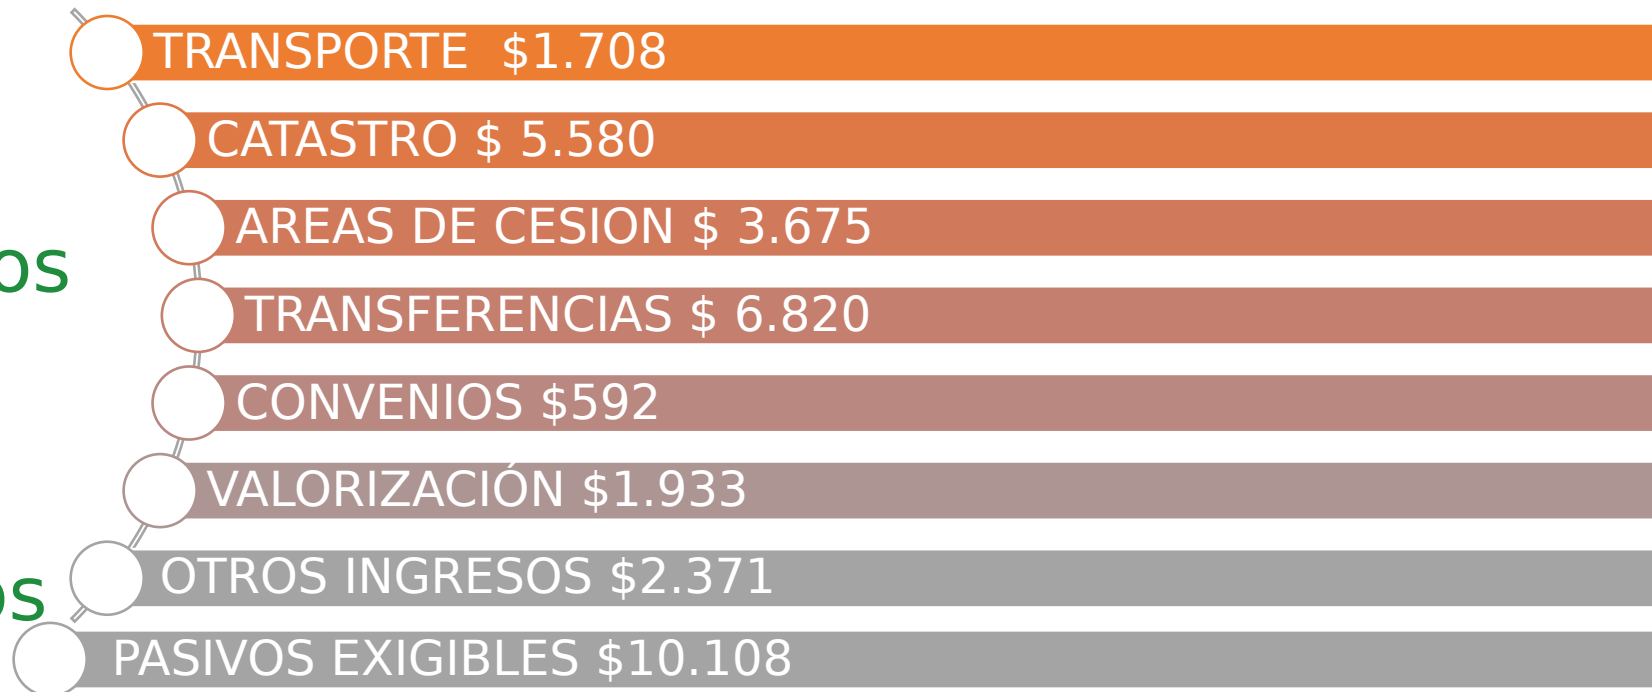 TRANSPORTE $1.708
CATASTRO $ 5.580
AREAS DE CESION $ 3.675
TRANSFERENCIAS $ 6.820
CONVENIOS $592
VALORIZACIÓN $1.933
OTROS INGRESOS $2.371
PASIVOS EXIGIBLES $10.108